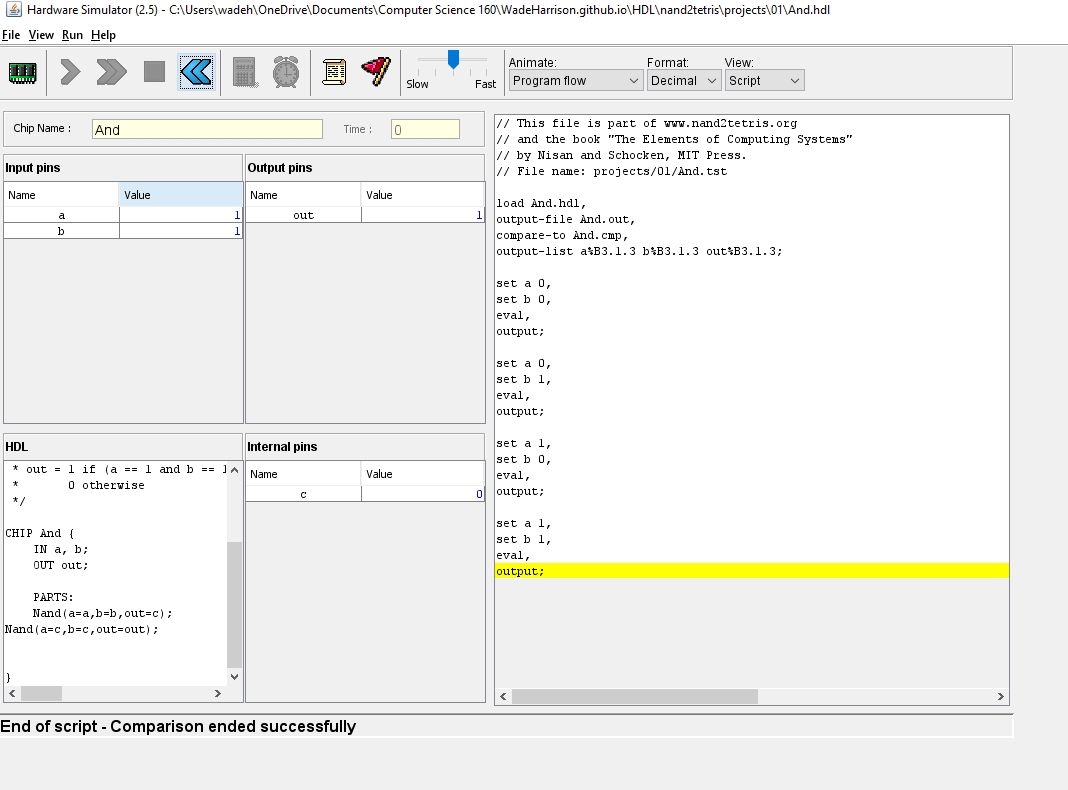 Hardware Simulator (2.5) - C:\Users\wadeh\OneDrive\Documents\Computer Science 160\WadeHarrison.github.io\HDL\nand2tetris\projects\01\And.hdl
File View Run Help
Slow Fast
Animate: Format: View:
Program flow Decimal Script
Chip Name : And Time : 0
Input pins
Name Value
a 1
b 1
Output pins
Name Value
out 1
HDL
* out = 1 if (a == 1 and b == 1
* 0 otherwise
*/
CHIP And {
IN a, b;
OUT out;
PARTS:
Nand(a=a,b=b,out=c);
Nand(a=c,b=c,out=out);
}
Internal pins
Name Value
c 0
// This file is part of www.nand2tetris.org
// and the book "The Elements of Computing Systems"
// by Nisan and Schocken, MIT Press.
// File name: projects/01/And.tst
load And.hdl,
output-file And.out,
compare-to And.cmp,
output-list a%B3.1.3 b%B3.1.3 out%B3.1.3;
set a 0,
set b 0,
eval,
output;
set a 0,
set b 1,
eval,
output;
set a 1,
set b 0,
eval,
output;
set a 1,
set b 1,
eval,
output;
End of script - Comparison ended successfully